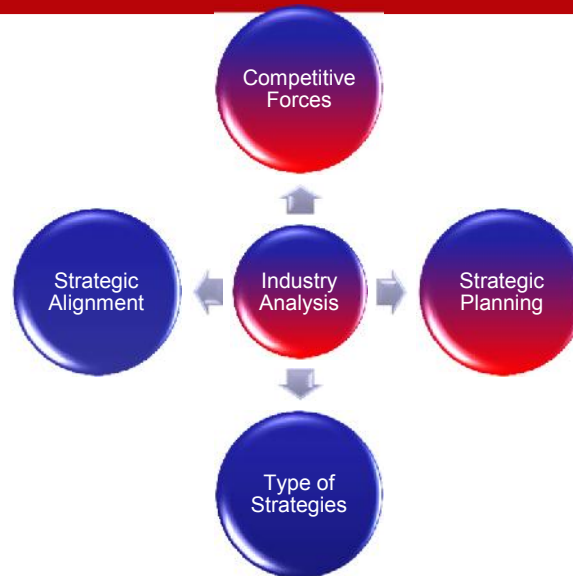 Competitive
Forces
Strategic
Alignment
Industry
Analysis
Strategic
Planning
Type of
Strategies